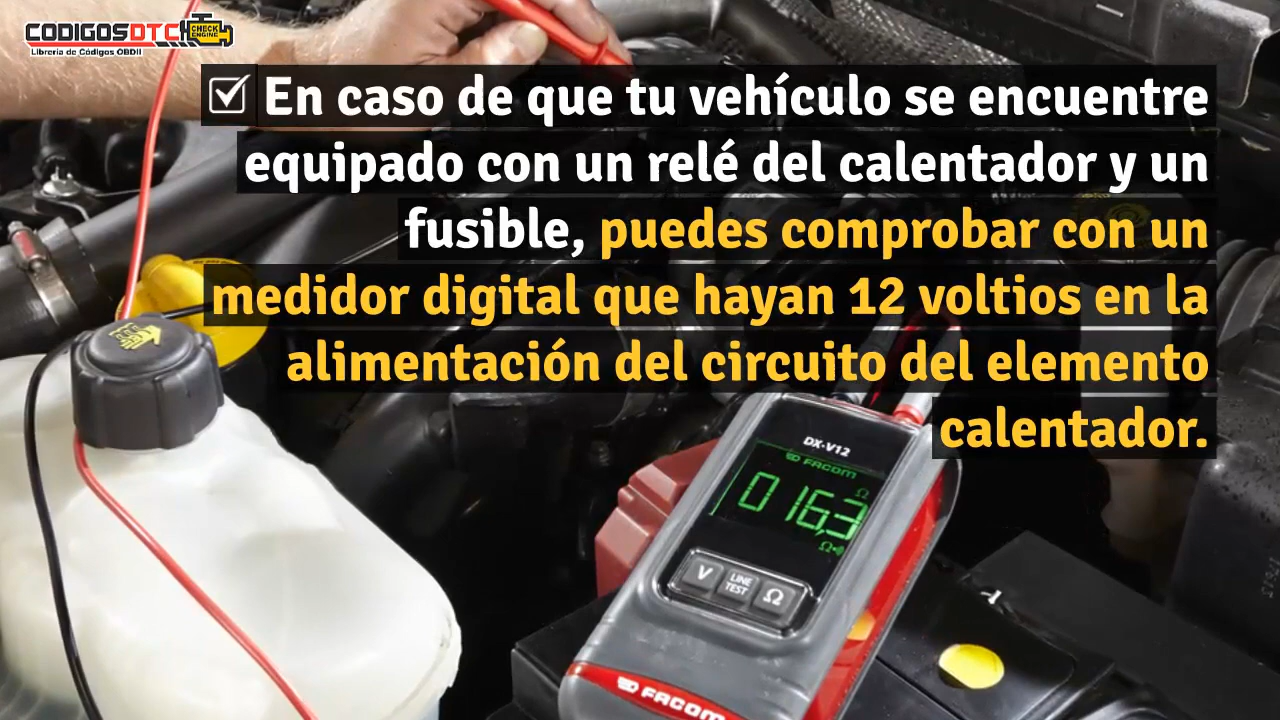 CODIGOSDTC
CHECK ENGINE
Librería de Códigos OBDII
En caso de que tu vehículo se encuentre
equipado con un relé del calentador y un
fusible, puedes comprobar con un
medidor digital que hayan 12 voltios en la
alimentación del circuito del elemento
calentador.
DX-V12
FACOM
016,3
Ω
Ω
V
LINE TEST
Ω
FACOM